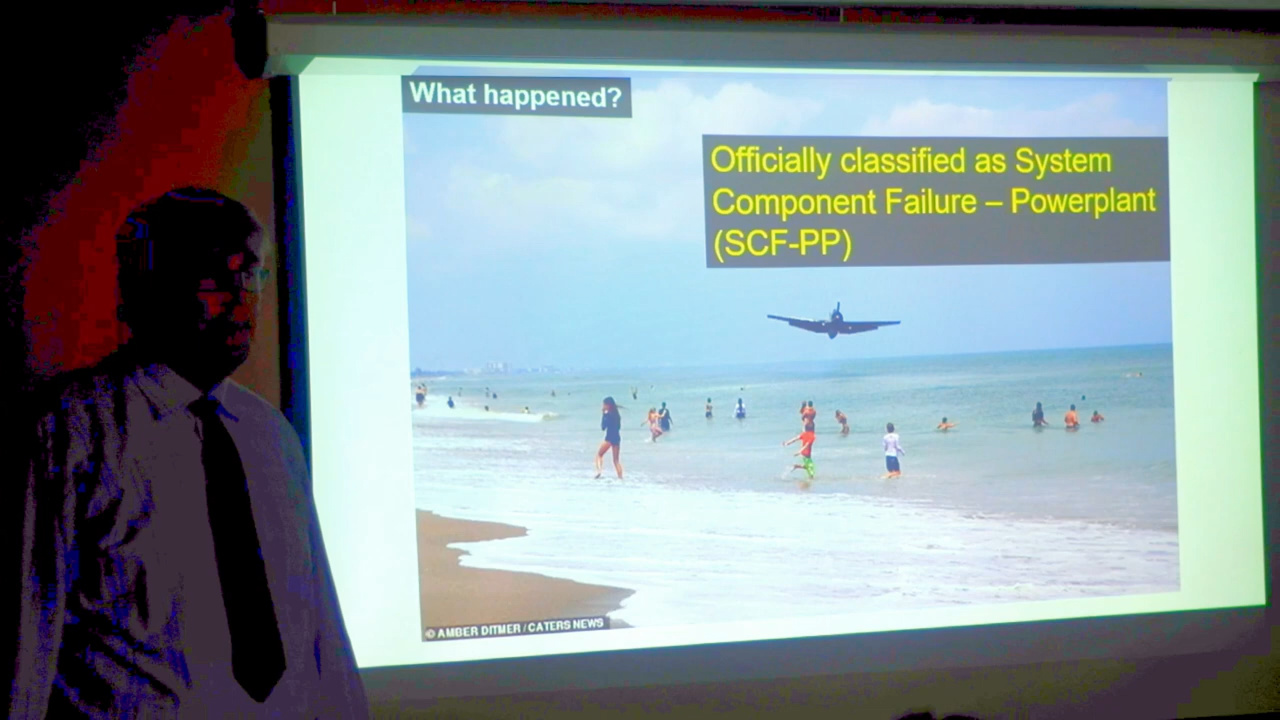 What happened?
Officially classified as System
Component Failure – Powerplant
(SCF-PP)
© AMBER DITMER / CATERS NEWS